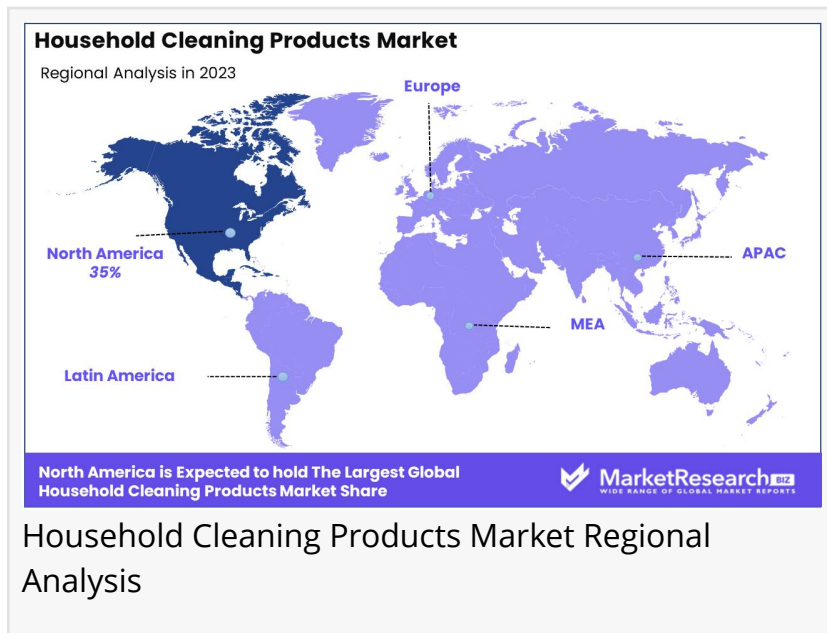 Household Cleaning Products Market
Regional Analysis in 2023
Europe
North America
35%
APAC
MEA
Latin America
North America is Expected to hold The Largest Global
Household Cleaning Products Market Share
MarketResearch BIZ
WIDE RANGE OF GLOBAL MARKET REPORTS
Household Cleaning Products Market Regional
Analysis